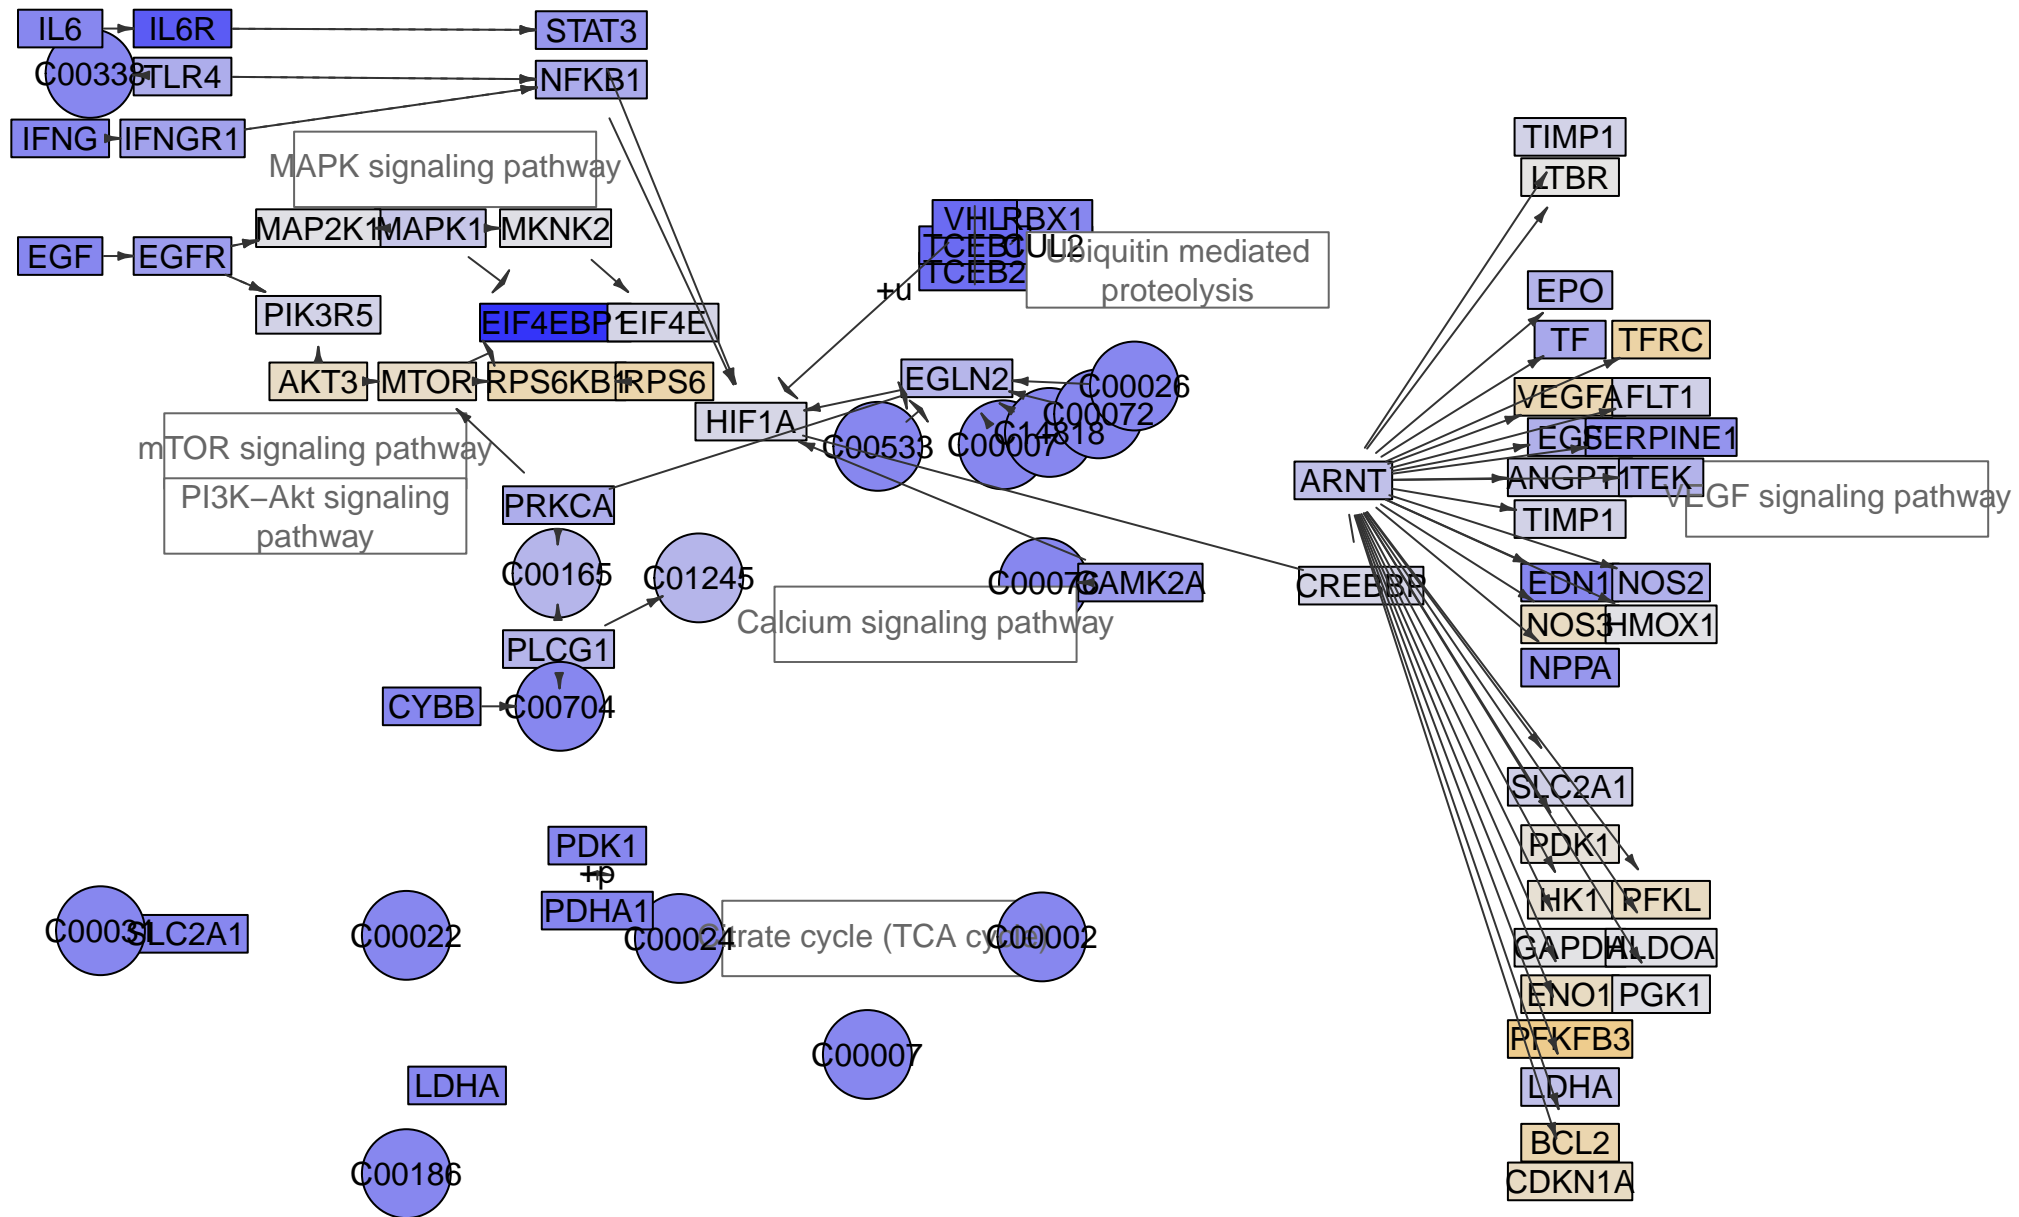 IL6
IL6R
STAT3
C00338
TLR4
NFKB1
IFNG
IFNGR1
MAPK signaling pathway
TIMP1
LTBR
MAP2K1
MAPK1
MKNK2
VHL
RBX1
EGF
EGFR
TCEB1
CUL2
Ubiquitin mediated
proteolysis
TCEB2
+u
EPO
PIK3R5
EIF4EBP1
EIF4E
TF
TFRC
AKT3
MTOR
RPS6KB1
RPS6
EGLN2
C00026
VEGFA
FLT1
HIF1A
C00072
C14818
C00007
C00533
EGF
SERPINE1
mTOR signaling pathway
PI3K–Akt signaling
pathway
ARNT
ANGPT1
TEK
VEGF signaling pathway
PRKCA
TIMP1
C00165
C01245
C00076
CAMK2A
CREBBP
EDN1
NOS2
Calcium signaling pathway
NOS3
HMOX1
PLCG1
NPPA
CYBB
C00704
SLC2A1
PDK1
+p
PDK1
PDHA1
HK1
PFKL
C00031
SLC2A1
C00022
C00024
Citrate cycle (TCA cycle)
C00002
GAPDH
ALDOA
ENO1
PGK1
C00007
PFKFB3
LDHA
LDHA
BCL2
C00186
CDKN1A